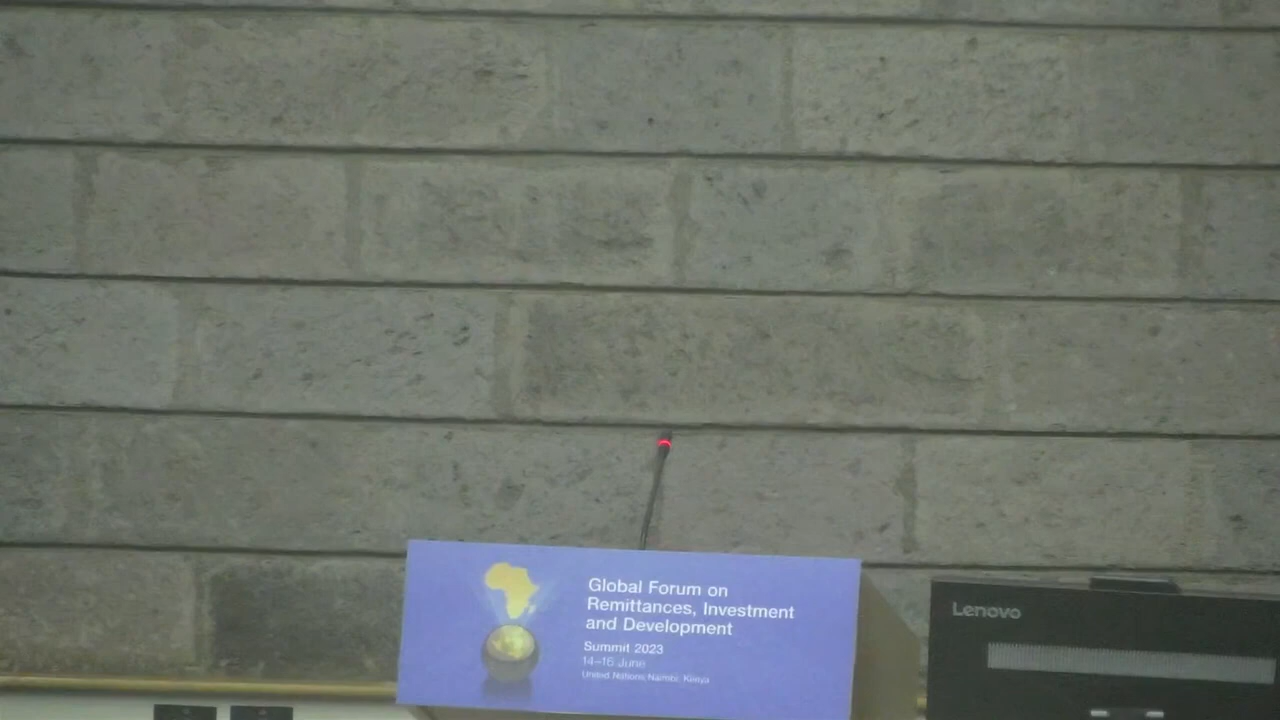 Global Forum on
Remittances, Investment
and Development
Summit 2023
14–16 June
United Nations Nairobi, Kenya
Lenovo